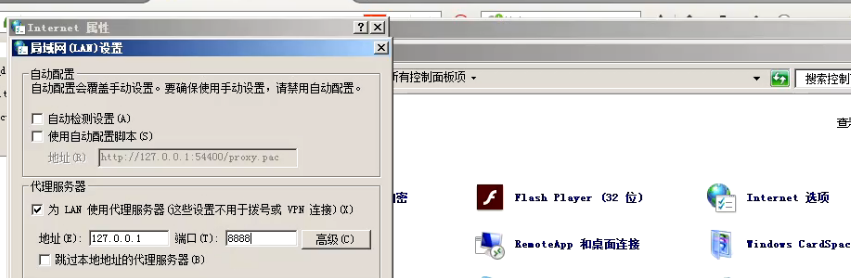 Internet 属性
局域网(LAN)设置
自动配置
自动配置会覆盖手动设置。要确保使用手动设置，请禁用自动配置。
自动检测设置(A)
使用自动配置脚本(S)
地址(R) http://127.0.0.1:54400/proxy.pac
代理服务器
为 LAN 使用代理服务器(这些设置不用于拨号或 VPN 连接)(X)
地址(E): 127.0.0.1 端口(T): 8888 高级(C)
跳过本地地址的代理服务器(B)
所有控制面板项
搜索控制
查
密
Flash Player (32 位)
Internet 选项
RemoteApp 和桌面连接
Windows CardSpac